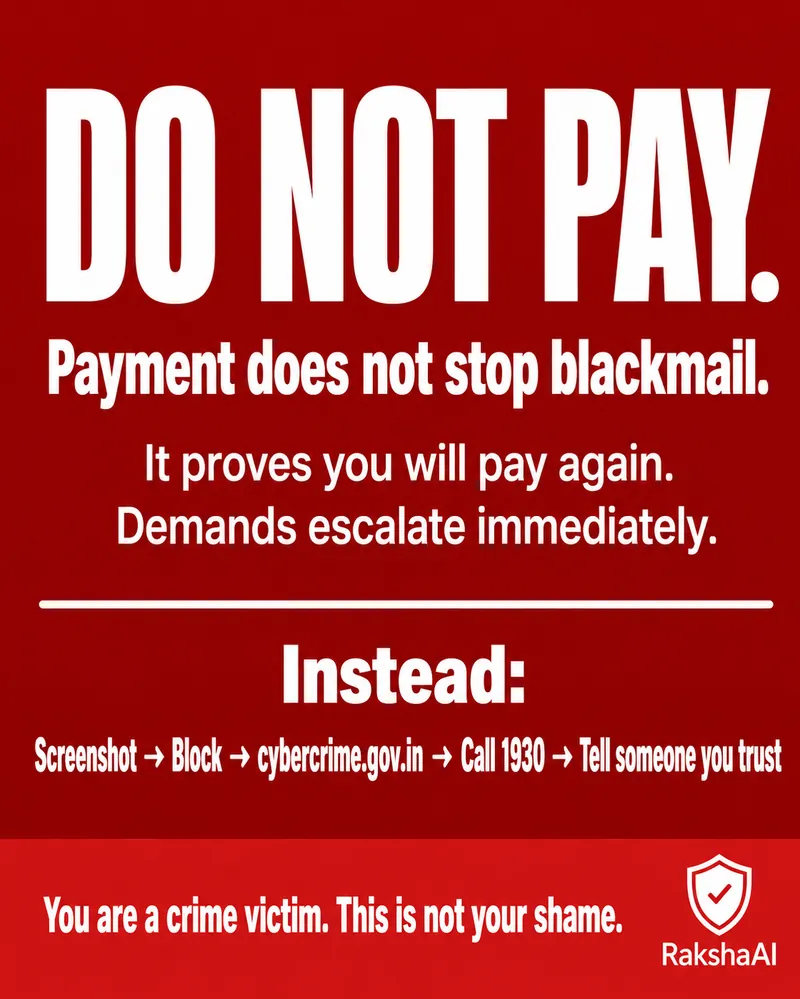 DO NOT PAY.
Payment does not stop blackmail.
It proves you will pay again.
Demands escalate immediately.
Instead:
Screenshot → Block → cybercrime.gov.in → Call 1930 → Tell someone you trust
You are a crime victim. This is not your shame.
RakshaAI